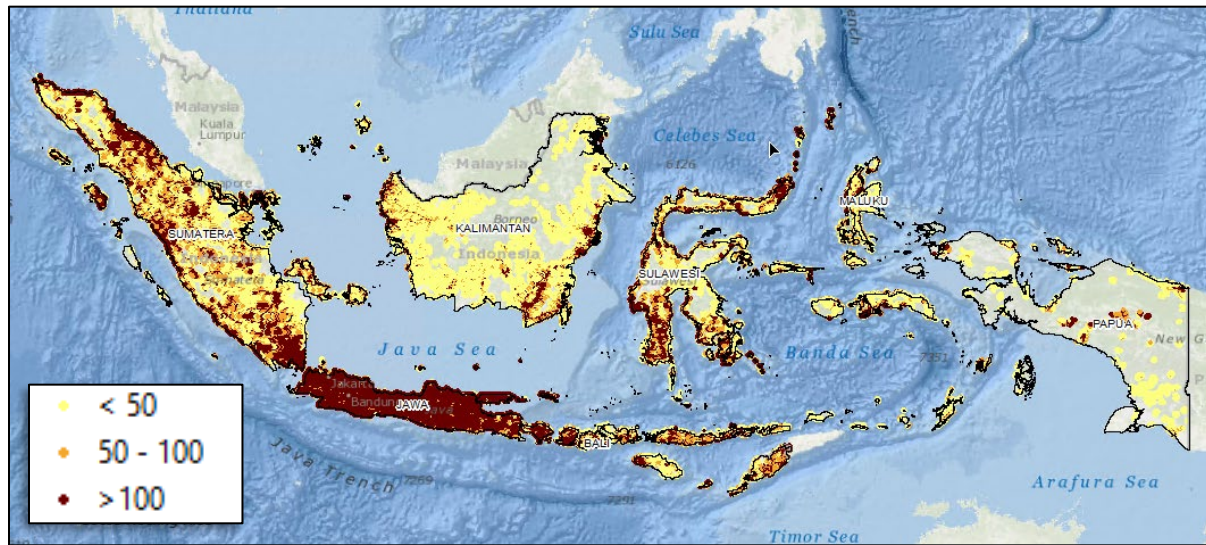 Thailand
Sulu Sea
Malaysia
Kuala
Lumpur
Celebes Sea
6126
Malaysia
MALUKU
Borneo
SUMATERA
KALIMANTAN
Indonesia
SULAWESI
PAPUA
New G
Java Sea
Banda Sea
7351
Jakarta
Bandung
JAWA
BALI
Java Trench
7269
7291
Arafura Sea
Timor Sea
< 50
50 - 100
>100